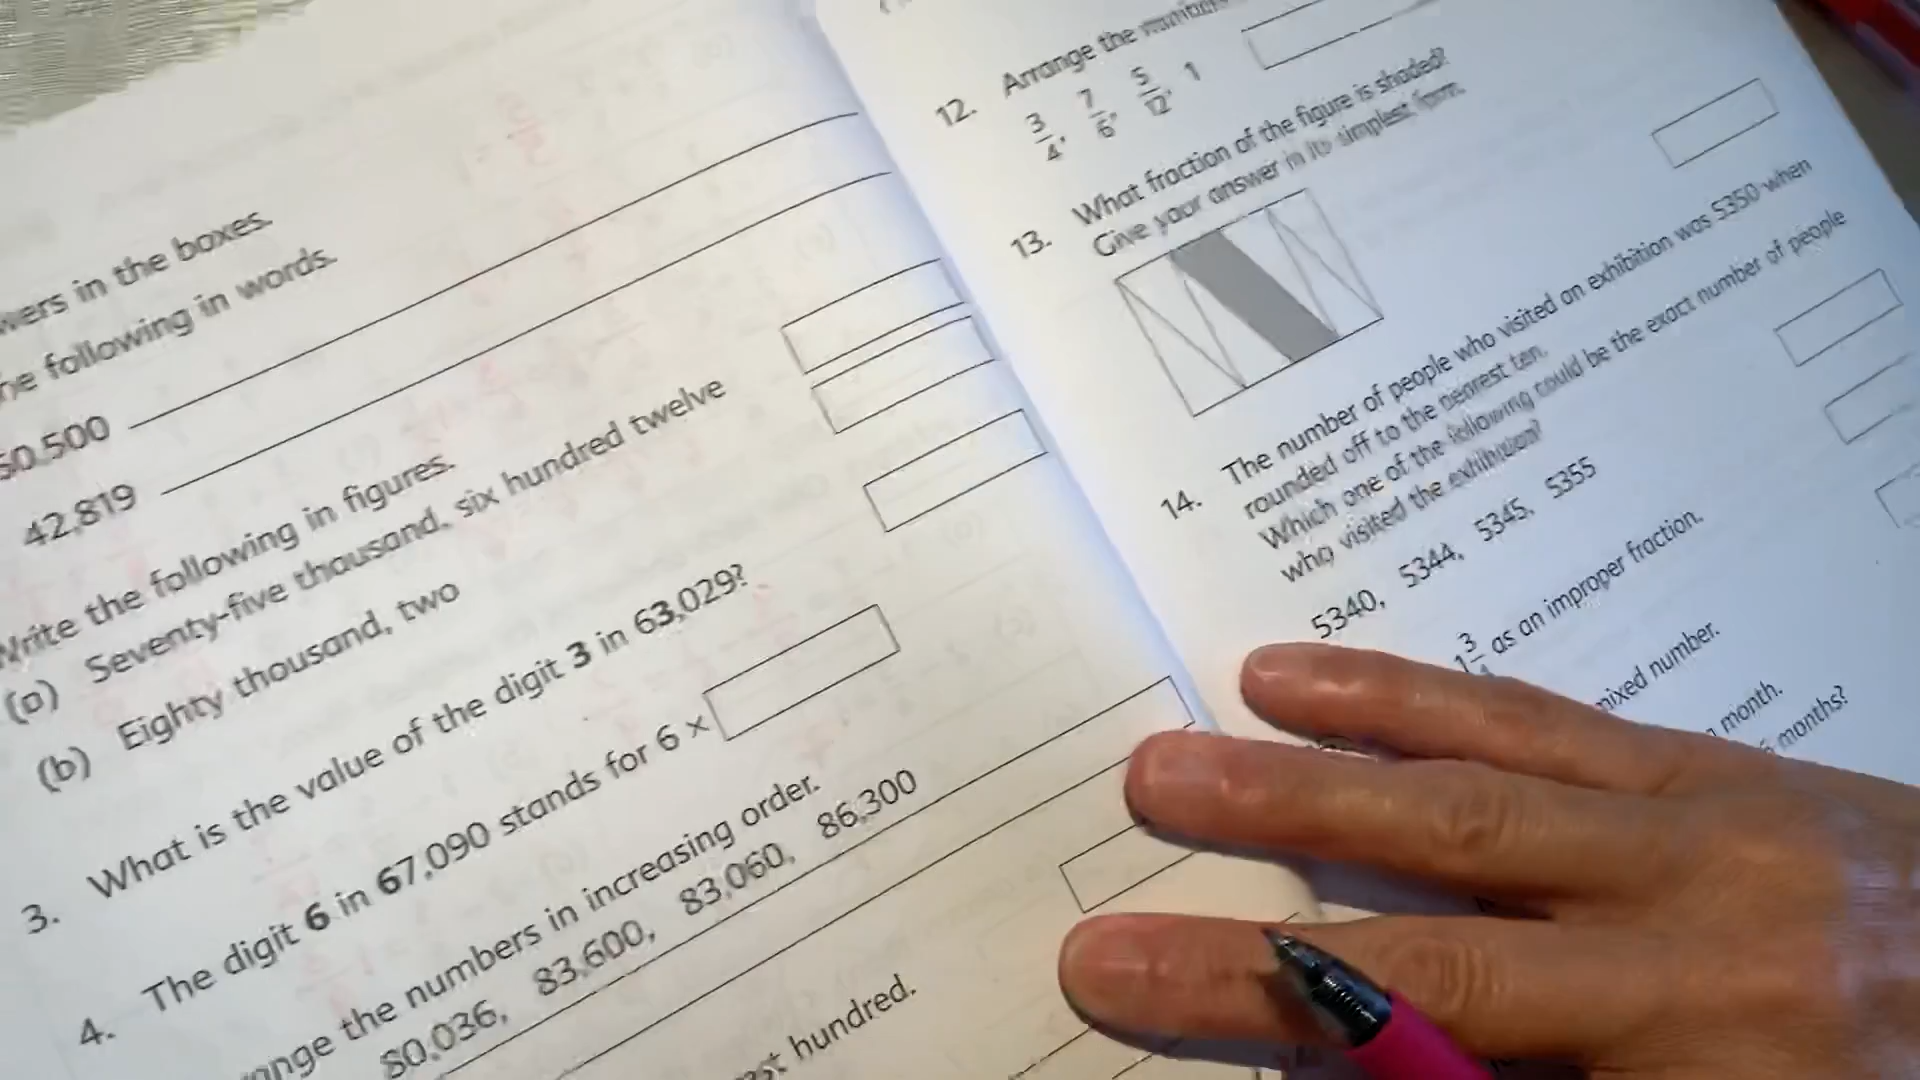 in the boxes.
following in words.
0,500
42,819
Write the following in figures.
(a) Seventy-five thousand, six hundred twelve
(b) Eighty thousand, two
3. What is the value of the digit 3 in 63,029?
4. The digit 6 in 67,090 stands for 6 ×
the numbers in increasing order.
80,036, 83,600, 83,060, 86,300
hundred.
12. Arrange the numbers
3/4, 7/6, 5/12, 1
13. What fraction of the figure is shaded?
Give your answer in its simplest form.
14. The number of people who visited an exhibition was 5350 when
rounded off to the nearest ten.
Which one of the following could be the exact number of people
who visited the exhibition?
5340, 5344, 5345, 5355
as an improper fraction.
mixed number.
month.
months?